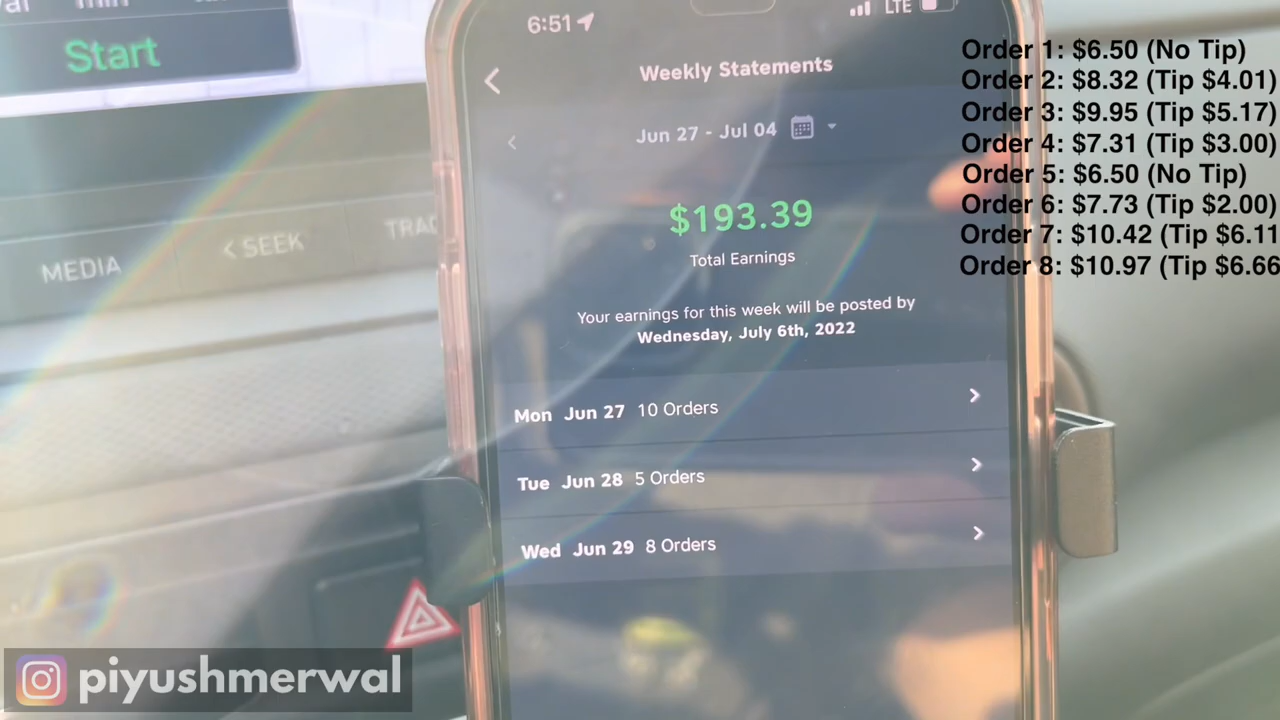 Start
6:51
LTE
Weekly Statements
Jun 27 - Jul 04
$193.39
Total Earnings
Your earnings for this week will be posted by
Wednesday, July 6th, 2022
Mon Jun 27 10 Orders
Tue Jun 28 5 Orders
Wed Jun 29 8 Orders
MEDIA
< SEEK
Order 1: $6.50 (No Tip)
Order 2: $8.32 (Tip $4.01)
Order 3: $9.95 (Tip $5.17)
Order 4: $7.31 (Tip $3.00)
Order 5: $6.50 (No Tip)
Order 6: $7.73 (Tip $2.00)
Order 7: $10.42 (Tip $6.11
Order 8: $10.97 (Tip $6.66
piyushmerwal